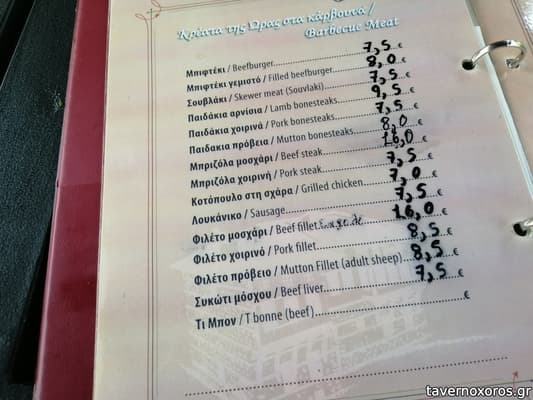 Κρέατα της Ώρας στα κάρβουνα /
Barbecue Meat
Μπιφτέκι / Beefburger 7,5 €
Μπιφτέκι γεμιστό / Filled beefburger 8,0 €
Σουβλάκι / Skewer meat (Souvlaki) 7,5 €
Παιδάκια αρνίσια / Lamb bonesteaks 9,5 €
Παιδάκια χοιρινά / Pork bonesteaks 7,5 €
Παιδακια πρόβεια / Mutton bonesteaks 8,0 €
Μπριζόλα μοσχάρι / Beef steak 16,0 €
Μπριζόλα χοιρινή / Pork steak 7,5 €
Κοτόπουλο στη σχάρα / Grilled chicken 7,0 €
Λουκάνικο / Sausage 7,5 €
Φιλέτο μοσχάρι / Beef fillet 16,0 €
Φιλέτο χοιρινό / Pork fillet 8,5 €
Φιλέτο πρόβειο / Mutton Fillet (adult sheep) 8,5 €
Συκώτι μόσχου / Beef liver 7,5 €
Τι Μπον / T bonne (beef) €
tavernoxoros.gr